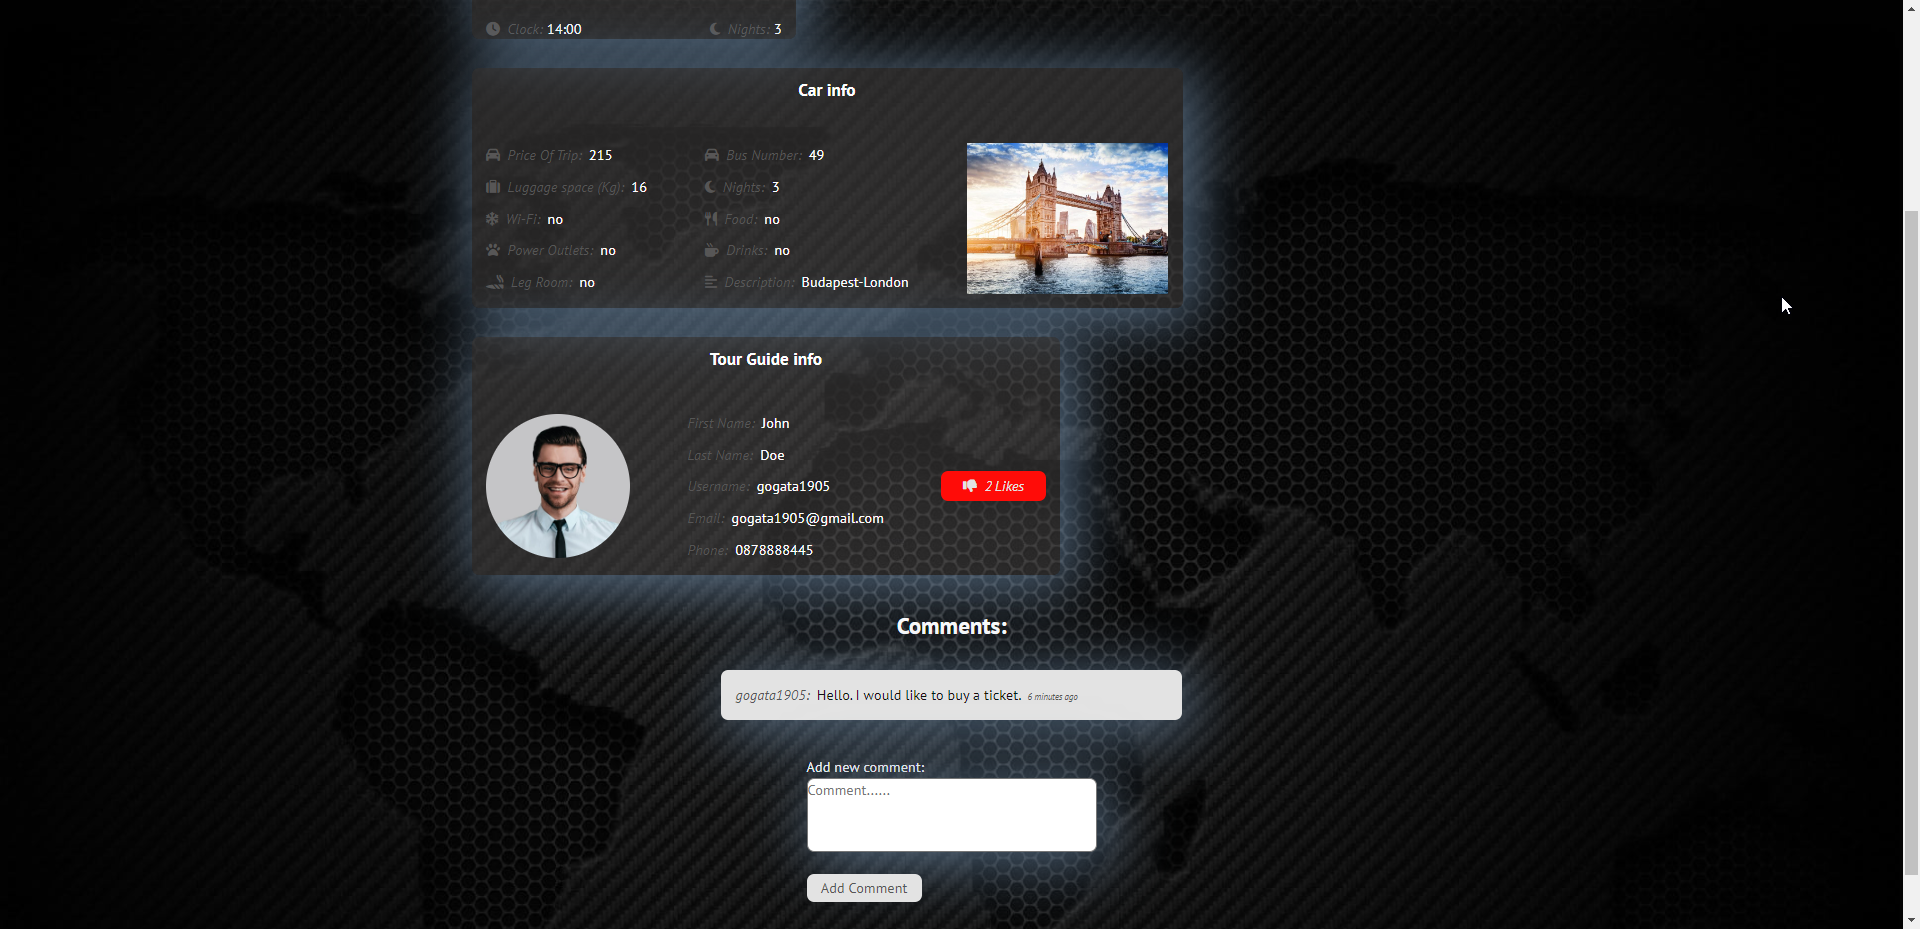 Clock: 14:00 Nights: 3
Car info
Price Of Trip: 215 Bus Number: 49
Luggage space (Kg): 16 Nights: 3
Wi-Fi: no Food: no
Power Outlets: no Drinks: no
Leg Room: no Description: Budapest-London
Tour Guide info
First Name: John
Last Name: Doe
Username: gogata1905
2 Likes
Email: gogata1905@gmail.com
Phone: 0878888445
Comments:
gogata1905: Hello. I would like to buy a ticket. 6 minutes ago
Add new comment:
Comment......
Add Comment